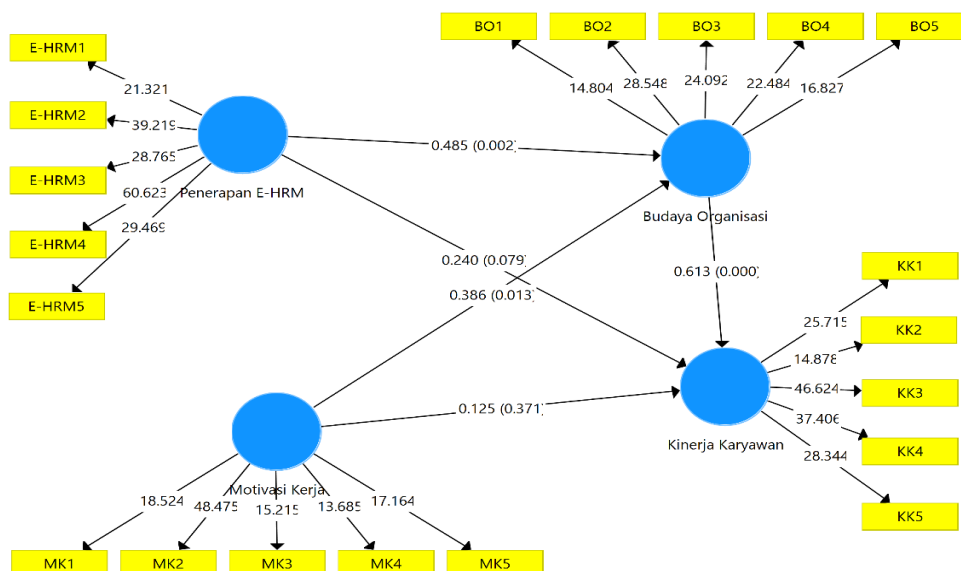 BO1 BO2 BO3 BO4 BO5
E-HRM1
14.804 28.548 24.092 22.484 16.827
21.321
E-HRM2
39.219
28.765
E-HRM3
60.623
29.469
Penerapan E-HRM
0.485 (0.002)
Budaya Organisasi
E-HRM4
E-HRM5
0.240 (0.079)
0.386 (0.013)
0.613 (0.000)
KK1
25.715
KK2
14.878
46.624
KK3
37.406
KK4
28.344
KK5
0.125 (0.371)
Kinerja Karyawan
Motivasi Kerja
18.524 48.475 15.215 13.685 17.164
MK1 MK2 MK3 MK4 MK5